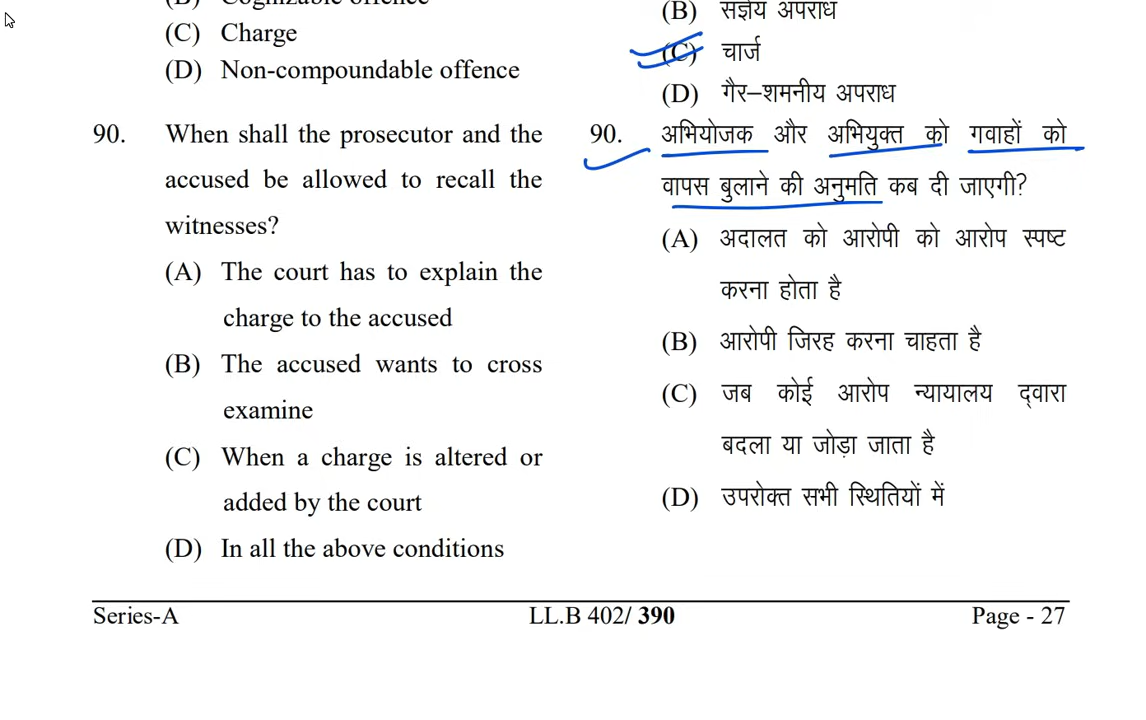 (B) Cognizable offence
(C) Charge
(D) Non-compoundable offence
90. When shall the prosecutor and the
accused be allowed to recall the
witnesses?
(A) The court has to explain the
charge to the accused
(B) The accused wants to cross
examine
(C) When a charge is altered or
added by the court
(D) In all the above conditions
(B) संज्ञेय अपराध
(C) चार्ज
(D) गैर–शमनीय अपराध
90. अभियोजक और अभियुक्त को गवाहों को
वापस बुलाने की अनुमति कब दी जाएगी?
(A) अदालत को आरोपी को आरोप स्पष्ट
करना होता है
(B) आरोपी जिरह करना चाहता है
(C) जब कोई आरोप न्यायालय द्वारा
बदला या जोड़ा जाता है
(D) उपरोक्त सभी स्थितियों में
Series-A LL.B 402/ 390 Page - 27